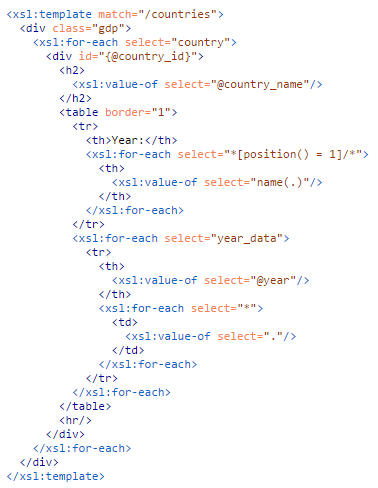 <xsl:template match="/countries">
  <div class="gdp">
    <xsl:for-each select="country">
      <div id="{@country_id}">
        <h2>
          <xsl:value-of select="@country_name"/>
        </h2>
        <table border="1">
          <tr>
            <th>Year:</th>
            <xsl:for-each select="*[position() = 1]/*">
              <th>
                <xsl:value-of select="name(.)"/>
              </th>
            </xsl:for-each>
          </tr>
          <xsl:for-each select="year_data">
            <tr>
              <th>
                <xsl:value-of select="@year"/>
              </th>
              <xsl:for-each select="*">
                <td>
                  <xsl:value-of select="."/>
                </td>
              </xsl:for-each>
            </tr>
          </xsl:for-each>
        </table>
        <hr/>
      </div>
    </xsl:for-each>
  </div>
</xsl:template>